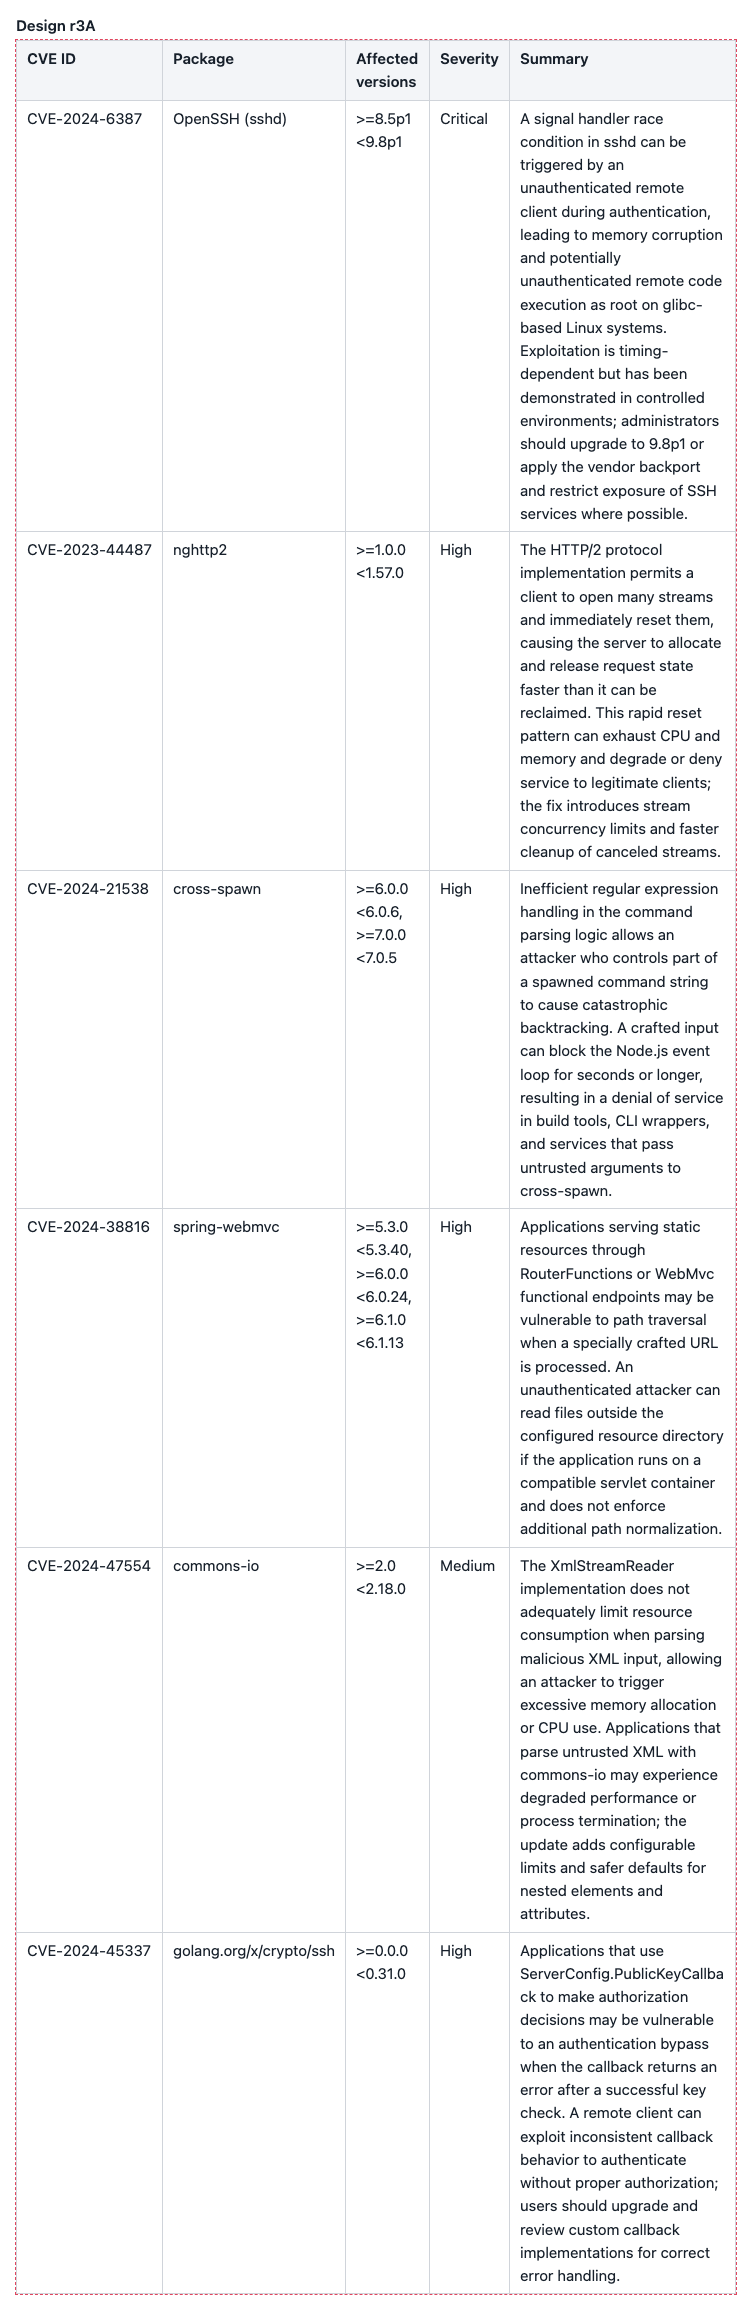 Design r3A
CVE ID Package Affected versions Severity Summary
CVE-2024-6387 OpenSSH (sshd) >=8.5p1 <9.8p1 Critical
A signal handler race
condition in sshd can be
triggered by an
unauthenticated remote
client during authentication,
leading to memory corruption
and potentially
unauthenticated remote code
execution as root on glibc-
based Linux systems.
Exploitation is timing-
dependent but has been
demonstrated in controlled
environments; administrators
should upgrade to 9.8p1 or
apply the vendor backport
and restrict exposure of SSH
services where possible.
CVE-2023-44487 nghttp2 >=1.0.0 <1.57.0 High
The HTTP/2 protocol
implementation permits a
client to open many streams
and immediately reset them,
causing the server to allocate
and release request state
faster than it can be
reclaimed. This rapid reset
pattern can exhaust CPU and
memory and degrade or deny
service to legitimate clients;
the fix introduces stream
concurrency limits and faster
cleanup of canceled streams.
CVE-2024-21538 cross-spawn >=6.0.0 <6.0.6, >=7.0.0 <7.0.5 High
Inefficient regular expression
handling in the command
parsing logic allows an
attacker who controls part of
a spawned command string
to cause catastrophic
backtracking. A crafted input
can block the Node.js event
loop for seconds or longer,
resulting in a denial of service
in build tools, CLI wrappers,
and services that pass
untrusted arguments to
cross-spawn.
CVE-2024-38816 spring-webmvc >=5.3.0 <5.3.40, >=6.0.0 <6.0.24, >=6.1.0 <6.1.13 High
Applications serving static
resources through
RouterFunctions or WebMvc
functional endpoints may be
vulnerable to path traversal
when a specially crafted URL
is processed. An
unauthenticated attacker can
read files outside the
configured resource directory
if the application runs on a
compatible servlet container
and does not enforce
additional path normalization.
CVE-2024-47554 commons-io >=2.0 <2.18.0 Medium
The XmlStreamReader
implementation does not
adequately limit resource
consumption when parsing
malicious XML input, allowing
an attacker to trigger
excessive memory allocation
or CPU use. Applications that
parse untrusted XML with
commons-io may experience
degraded performance or
process termination; the
update adds configurable
limits and safer defaults for
nested elements and
attributes.
CVE-2024-45337 golang.org/x/crypto/ssh >=0.0.0 <0.31.0 High
Applications that use
ServerConfig.PublicKeyCallba
ck to make authorization
decisions may be vulnerable
to an authentication bypass
when the callback returns an
error after a successful key
check. A remote client can
exploit inconsistent callback
behavior to authenticate
without proper authorization;
users should upgrade and
review custom callback
implementations for correct
error handling.